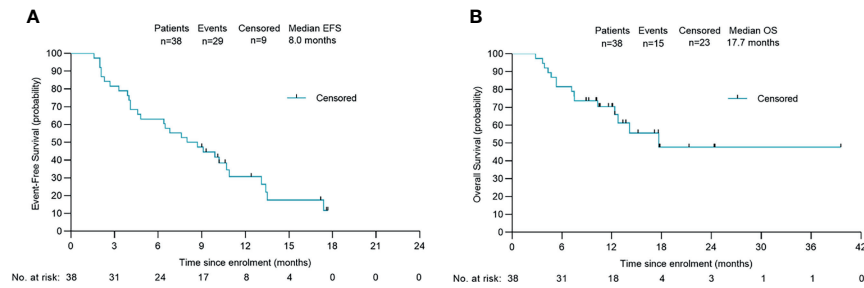 A
Patients Events Censored Median EFS
n=38 n=29 n=9 8.0 months
100
90
80
70
60
50
40
30
20
10
0
Event-Free Survival (probability)
Censored
0 3 6 9 12 15 18 21 24
Time since enrolment (months)
No. at risk: 38 31 24 17 8 4 0 0 0
B
Patients Events Censored Median OS
n=38 n=15 n=23 17.7 months
100
90
80
70
60
50
40
30
20
10
0
Overall Survival (probability)
Censored
0 6 12 18 24 30 36 42
Time since enrolment (months)
No. at risk: 38 31 18 4 3 1 1 0